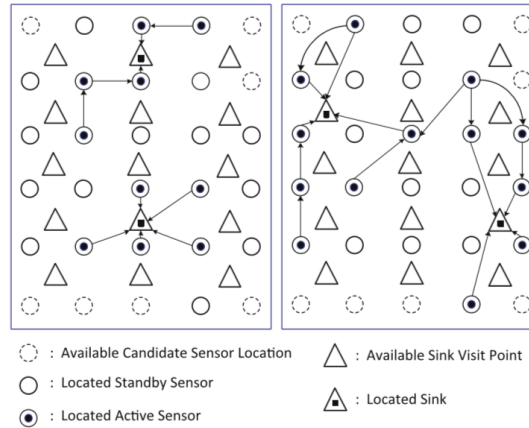 : Available Candidate Sensor Location
: Located Standby Sensor
: Located Active Sensor
: Available Sink Visit Point
: Located Sink